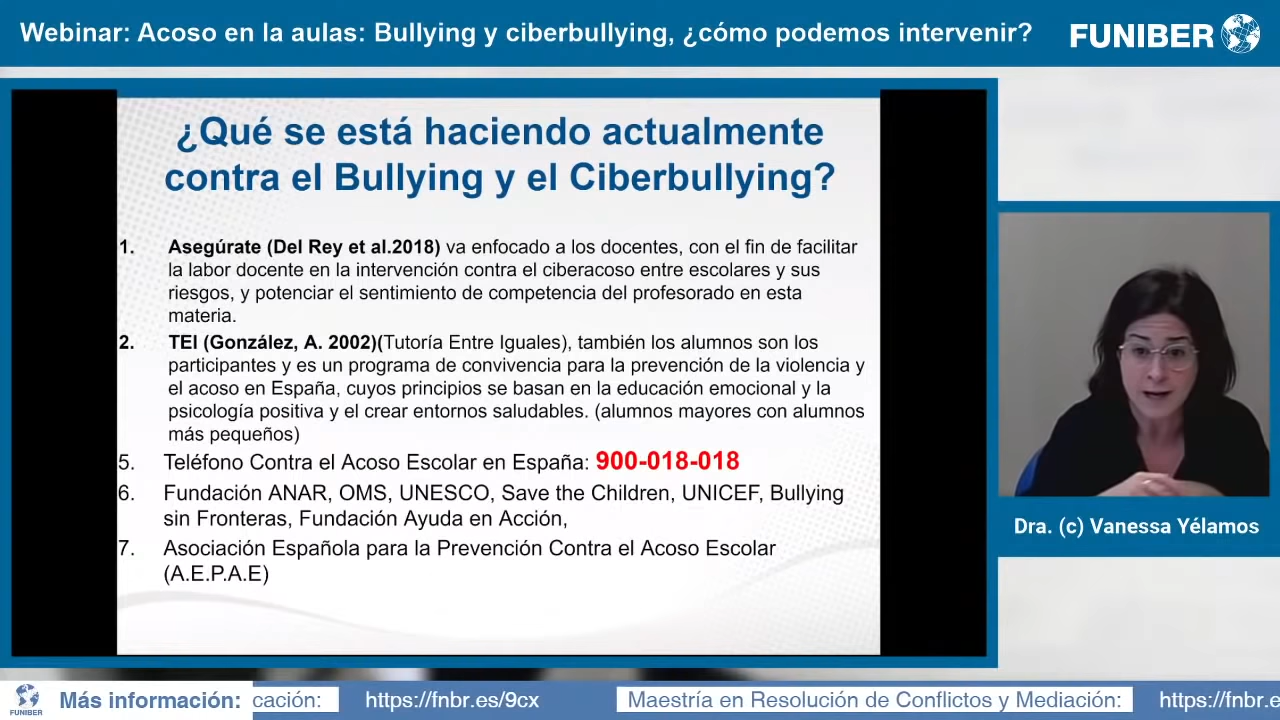 Webinar: Acoso en la aulas: Bullying y ciberbullying, ¿cómo podemos intervenir?
FUNIBER
¿Qué se está haciendo actualmente
contra el Bullying y el Ciberbullying?
1. Asegúrate (Del Rey et al.2018) va enfocado a los docentes, con el fin de facilitar
la labor docente en la intervención contra el ciberacoso entre escolares y sus
riesgos, y potenciar el sentimiento de competencia del profesorado en esta
materia.
2. TEI (González, A. 2002)(Tutoría Entre Iguales), también los alumnos son los
participantes y es un programa de convivencia para la prevención de la violencia y
el acoso en España, cuyos principios se basan en la educación emocional y la
psicología positiva y el crear entornos saludables. (alumnos mayores con alumnos
más pequeños)
5. Teléfono Contra el Acoso Escolar en España: 900-018-018
6. Fundación ANAR, OMS, UNESCO, Save the Children, UNICEF, Bullying
sin Fronteras, Fundación Ayuda en Acción,
7. Asociación Española para la Prevención Contra el Acoso Escolar
(A.E.P.A.E)
Dra. (c) Vanessa Yélamos
FUNIBER
Más información: cación: https://fnbr.es/9cx Maestría en Resolución de Conflictos y Mediación: https://fnbr.e